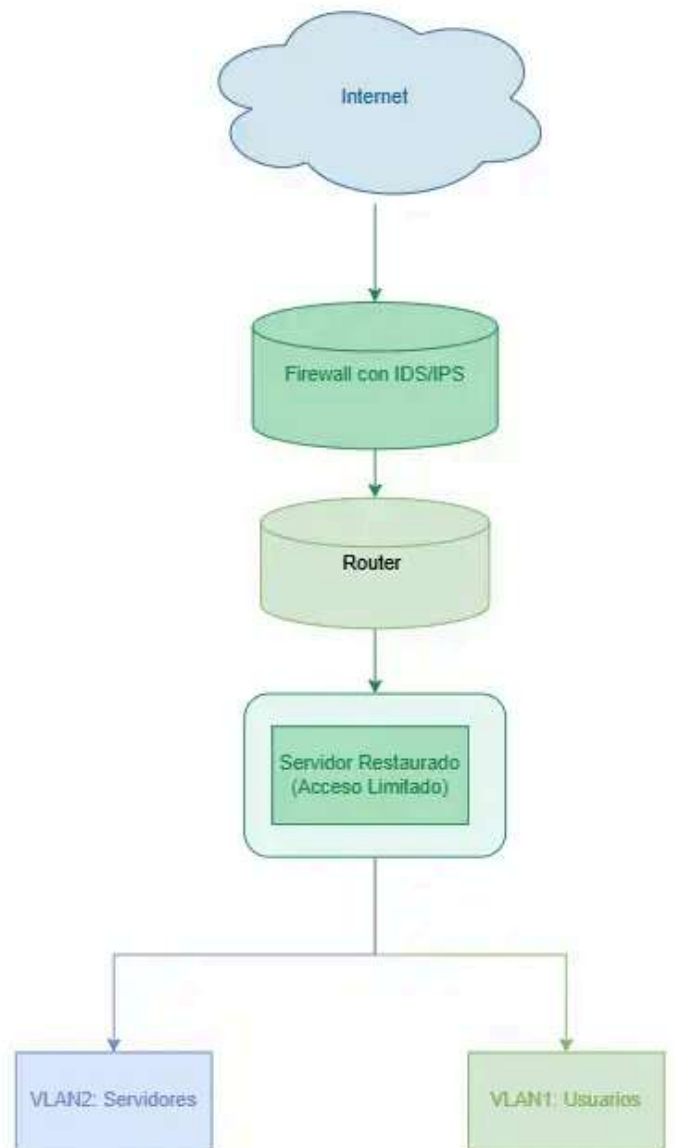 Internet
Firewall con IDS/IPS
Router
Servidor Restaurado
(Acceso Limitado)
VLAN2: Servidores
VLAN1: Usuarios